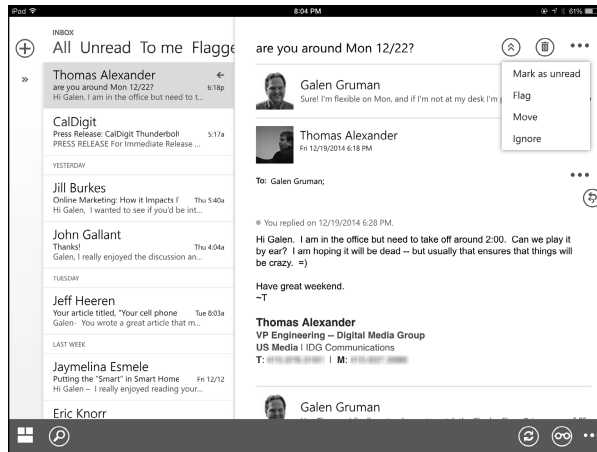 iPad
8:04 PM
61%
INBOX
All Unread To me Flagge
Thomas Alexander
are you around Mon 12/22? 6:18p
Hi Galen. I am in the office but need to t...
CalDigit
Press Release: CalDigit Thunderbolt 5:17a
PRESS RELEASE For Immediate Release ...
YESTERDAY
Jill Burkes
Online Marketing: How it Impacts Thu 5:40a
Hi Galen, I wanted to see if you'd be int...
John Gallant
Thanks! Thu 4:04a
Galen, I really enjoyed the discussion an...
TUESDAY
Jeff Heeren
Your article titled, "Your cell phone Tue 8:03a
Galen- You wrote a great article that m...
LAST WEEK
Jaymelina Esmele
Putting the "Smart" in Smart Home Fri 12/12
Hi Galen – I really enjoyed reading your...
Eric Knorr
are you around Mon 12/22?
Mark as unread
Flag
Move
Ignore
Galen Gruman
Sure! I'm flexible on Mon, and if I'm not at my desk I'm
Thomas Alexander
Fri 12/19/2014 6:18 PM
To: Galen Gruman;
You replied on 12/19/2014 6:28 PM.
Hi Galen. I am in the office but need to take off around 2:00. Can we play it
by ear? I am hoping it will be dead -- but usually that ensures that things will
be crazy. =)
Have great weekend.
~T
Thomas Alexander
VP Engineering -- Digital Media Group
US Media | IDG Communications
T: | M:
Galen Gruman